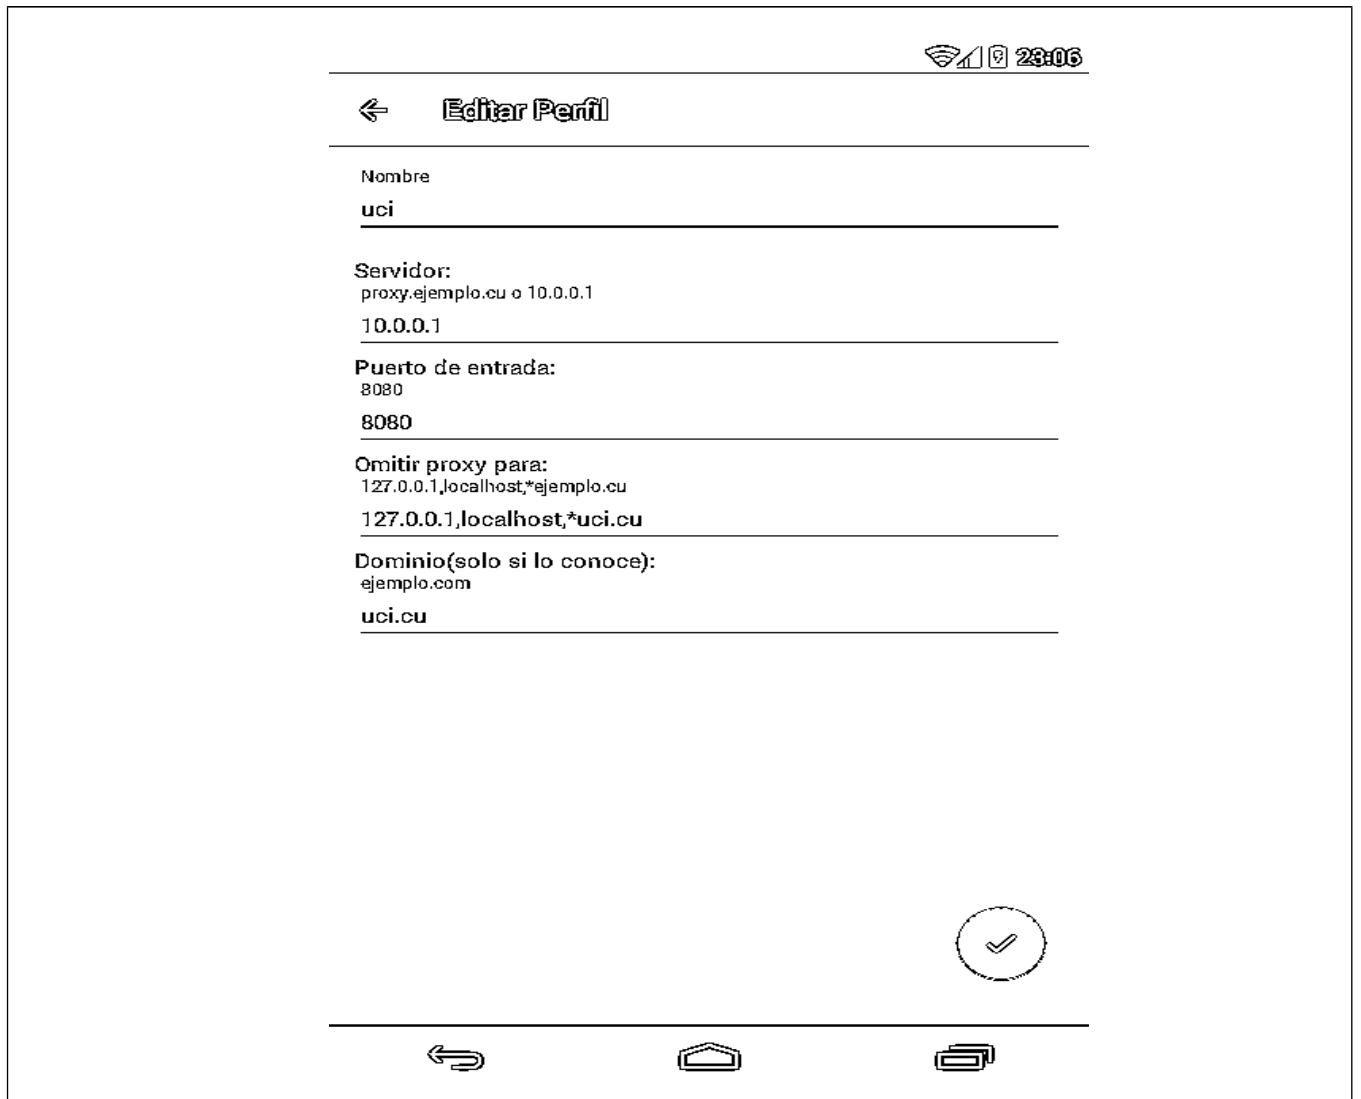 23:06
Editar Perfil
Nombre
uci
Servidor:
proxy.ejemplo.cu o 10.0.0.1
10.0.0.1
Puerto de entrada:
8080
8080
Omitir proxy para:
127.0.0.1,localhost,*ejemplo.cu
127.0.0.1,localhost,*uci.cu
Dominio(solo si lo conoce):
ejemplo.com
uci.cu